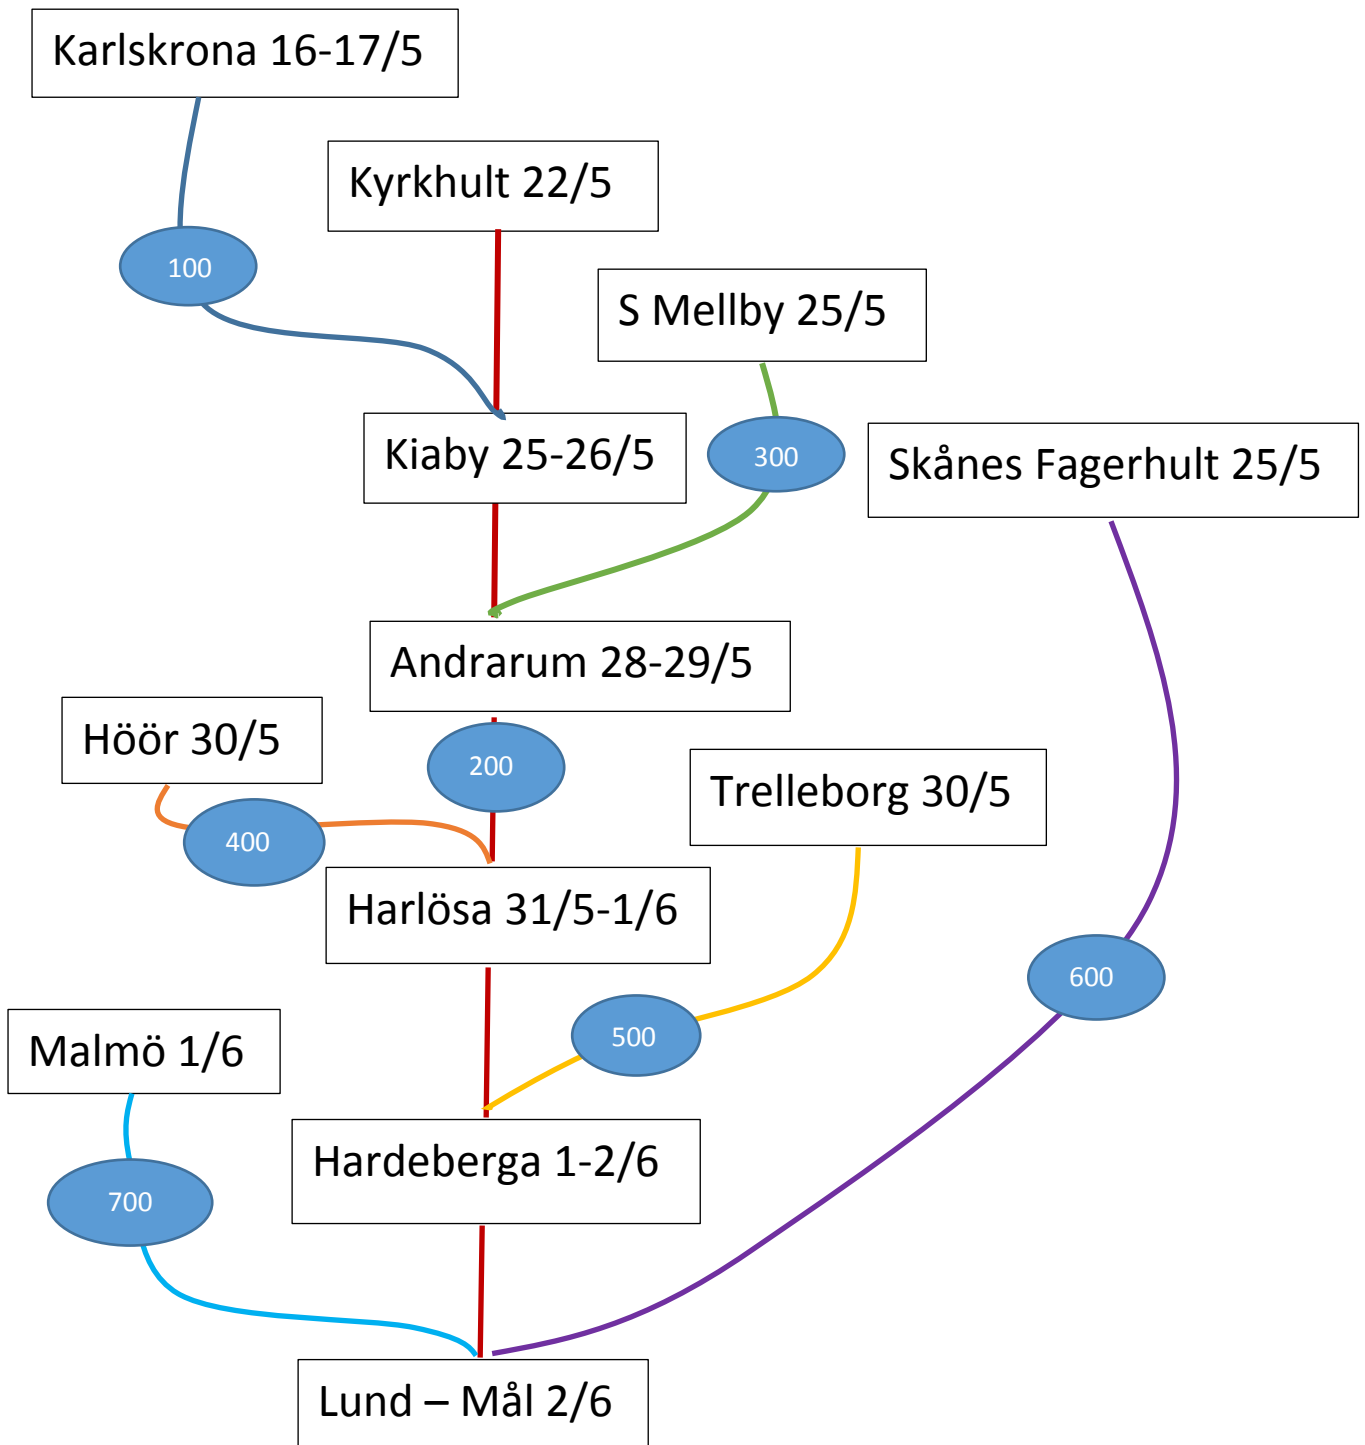 Karlskrona 16-17/5
Kyrkhult 22/5
100
S Mellby 25/5
Kiaby 25-26/5
300
Skånes Fagerhult 25/5
Andrarum 28-29/5
Höör 30/5
200
Trelleborg 30/5
400
Harlösa 31/5-1/6
600
500
Malmö 1/6
Hardeberga 1-2/6
700
Lund – Mål 2/6